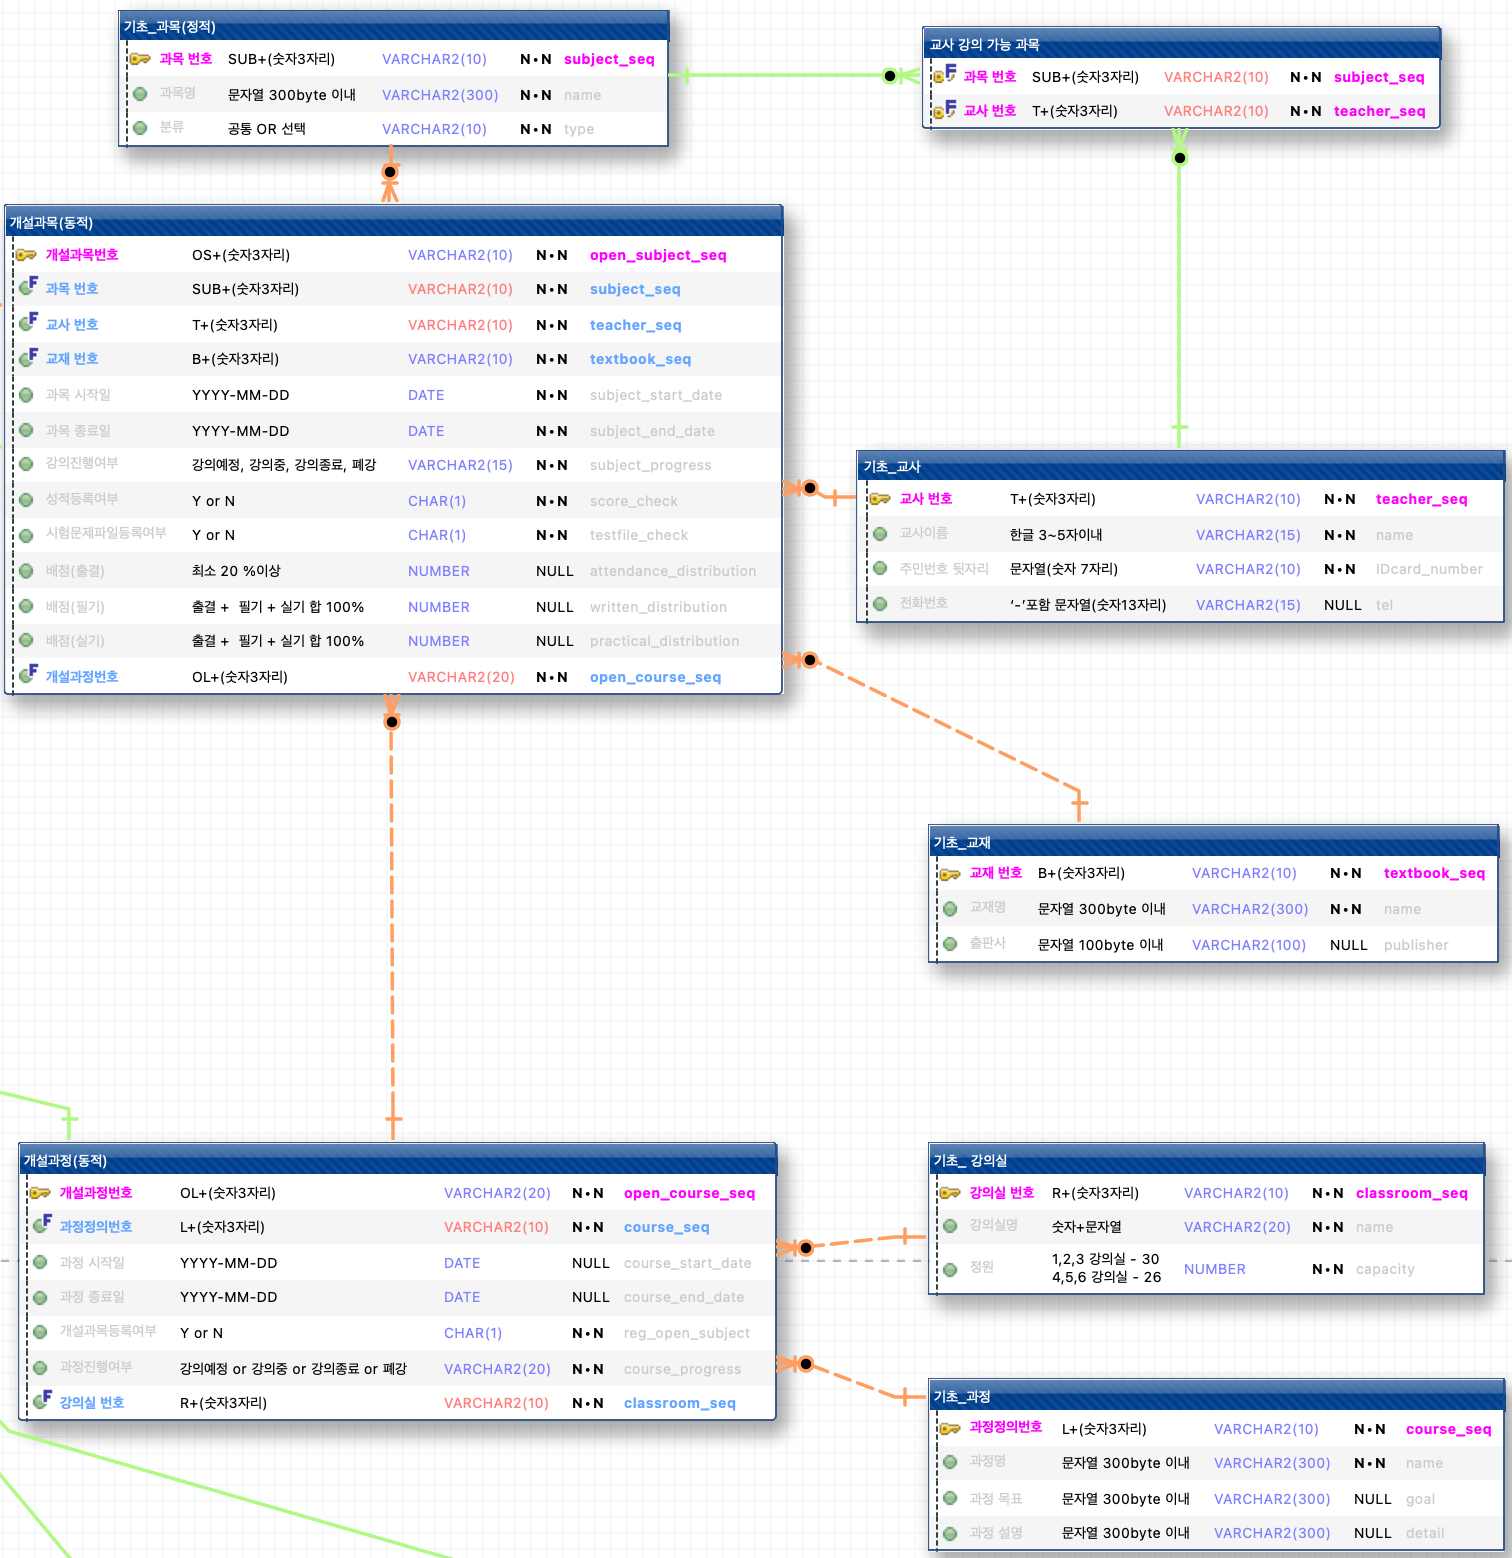 기초_과목(정적)
과목 번호 SUB+(숫자3자리) VARCHAR2(10) N•N subject_seq
과목명 문자열 300byte 이내 VARCHAR2(300) N•N name
분류 공통 OR 선택 VARCHAR2(10) N•N type
교사 강의 가능 과목
F 과목 번호 SUB+(숫자3자리) VARCHAR2(10) N•N subject_seq
F 교사 번호 T+(숫자3자리) VARCHAR2(10) N•N teacher_seq
개설과목(동적)
개설과목번호 OS+(숫자3자리) VARCHAR2(10) N•N open_subject_seq
F 과목 번호 SUB+(숫자3자리) VARCHAR2(10) N•N subject_seq
F 교사 번호 T+(숫자3자리) VARCHAR2(10) N•N teacher_seq
F 교재 번호 B+(숫자3자리) VARCHAR2(10) N•N textbook_seq
과목 시작일 YYYY-MM-DD DATE N•N subject_start_date
과목 종료일 YYYY-MM-DD DATE N•N subject_end_date
강의진행여부 강의예정, 강의중, 강의종료, 폐강 VARCHAR2(15) N•N subject_progress
성적등록여부 Y or N CHAR(1) N•N score_check
시험문제파일등록여부 Y or N CHAR(1) N•N testfile_check
배점(출결) 최소 20 %이상 NUMBER NULL attendance_distribution
배점(필기) 출결 + 필기 + 실기 합 100% NUMBER NULL written_distribution
배점(실기) 출결 + 필기 + 실기 합 100% NUMBER NULL practical_distribution
F 개설과정번호 OL+(숫자3자리) VARCHAR2(20) N•N open_course_seq
기초_교사
교사 번호 T+(숫자3자리) VARCHAR2(10) N•N teacher_seq
교사이름 한글 3~5자이내 VARCHAR2(15) N•N name
주민번호 뒷자리 문자열(숫자 7자리) VARCHAR2(10) N•N IDcard_number
전화번호 ‘-’포함 문자열(숫자13자리) VARCHAR2(15) NULL tel
기초_교재
교재 번호 B+(숫자3자리) VARCHAR2(10) N•N textbook_seq
교재명 문자열 300byte 이내 VARCHAR2(300) N•N name
출판사 문자열 100byte 이내 VARCHAR2(100) NULL publisher
개설과정(동적)
개설과정번호 OL+(숫자3자리) VARCHAR2(20) N•N open_course_seq
F 과정정의번호 L+(숫자3자리) VARCHAR2(10) N•N course_seq
과정 시작일 YYYY-MM-DD DATE NULL course_start_date
과정 종료일 YYYY-MM-DD DATE NULL course_end_date
개설과목등록여부 Y or N CHAR(1) N•N reg_open_subject
과정진행여부 강의예정 or 강의중 or 강의종료 or 폐강 VARCHAR2(20) N•N course_progress
F 강의실 번호 R+(숫자3자리) VARCHAR2(10) N•N classroom_seq
기초_ 강의실
강의실 번호 R+(숫자3자리) VARCHAR2(10) N•N classroom_seq
강의실명 숫자+문자열 VARCHAR2(20) N•N name
정원 1,2,3 강의실 - 30
4,5,6 강의실 - 26 NUMBER N•N capacity
기초_과정
과정정의번호 L+(숫자3자리) VARCHAR2(10) N•N course_seq
과정명 문자열 300byte 이내 VARCHAR2(300) N•N name
과정 목표 문자열 300byte 이내 VARCHAR2(300) NULL goal
과정 설명 문자열 300byte 이내 VARCHAR2(300) NULL detail